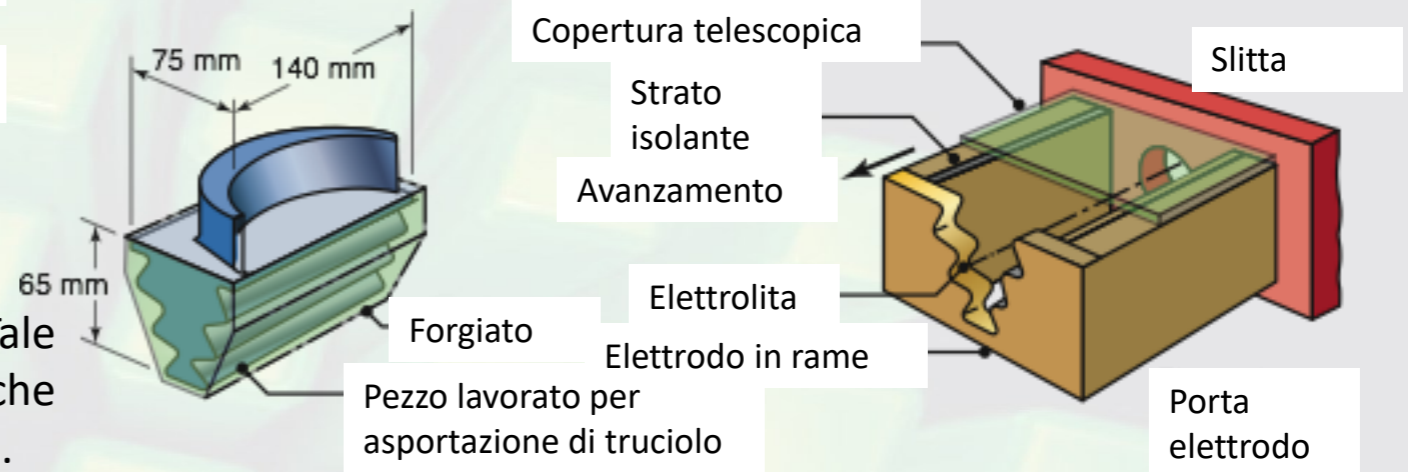 75 mm
140 mm
65 mm
Forgiato
Pezzo lavorato per
asportazione di truciolo
Copertura telescopica
Strato
isolante
Avanzamento
Elettrolita
Elettrodo in rame
Slitta
Porta
elettrodo
che
.